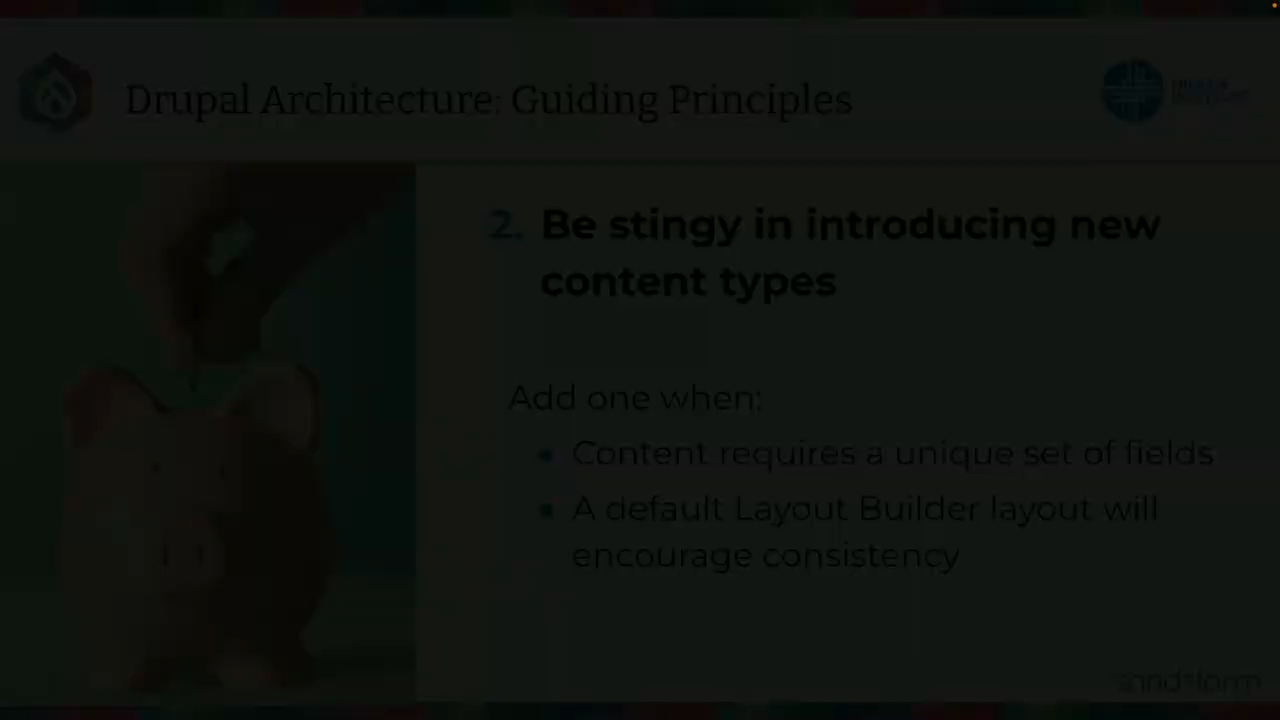 Drupal Architecture: Guiding Principles
2. Be stingy in introducing new
content types
Add one when:
• Content requires a unique set of fields
• A default Layout Builder layout will
encourage consistency